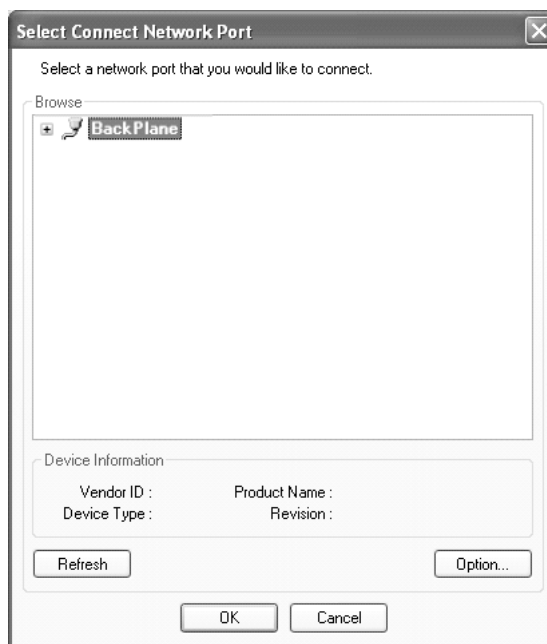 Select Connect Network Port
Select a network port that you would like to connect.
Browse
BackPlane
Device Information
Vendor ID : Product Name :
Device Type : Revision :
Refresh Option...
OK Cancel